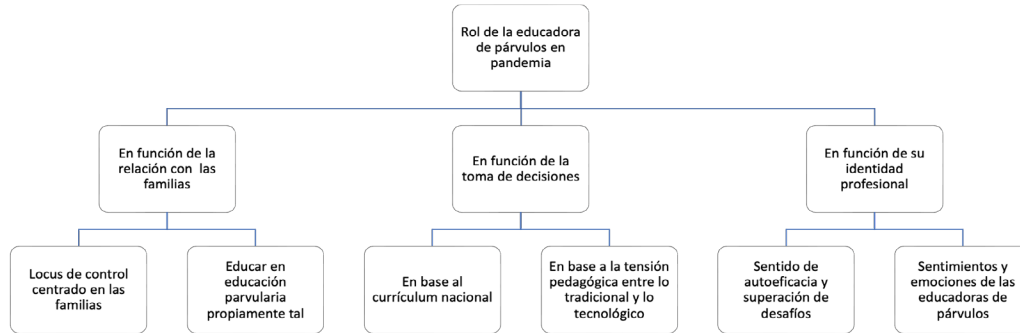 Rol de la educadora
de párvulos en
pandemia
En función de la
relación con las
familias
En función de la
toma de decisiones
En función de su
identidad
profesional
Locus de control
centrado en las
familias
Educar en
educación
parvularia
propiamente tal
En base al
currículum nacional
En base a la tensión
pedagógica entre lo
tradicional y lo
tecnológico
Sentido de
autoeficacia y
superación de
desafíos
Sentimientos y
emociones de las
educadoras de
párvulos